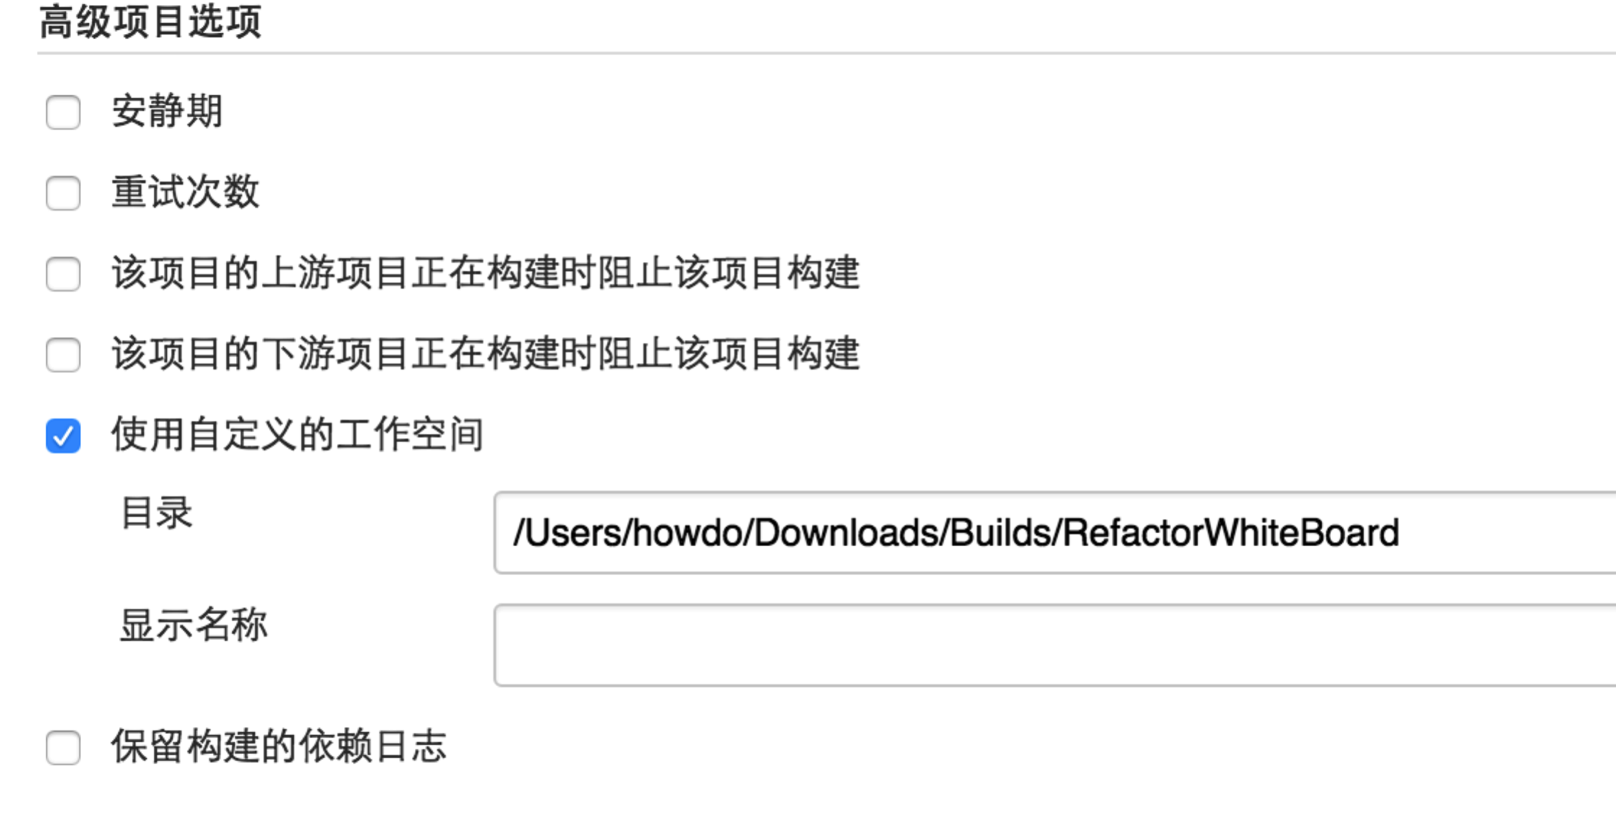 高级项目选项
安静期
重试次数
该项目的上游项目正在构建时阻止该项目构建
该项目的下游项目正在构建时阻止该项目构建
使用自定义的工作空间
目录
/Users/howdo/Downloads/Builds/RefactorWhiteBoard
显示名称
保留构建的依赖日志